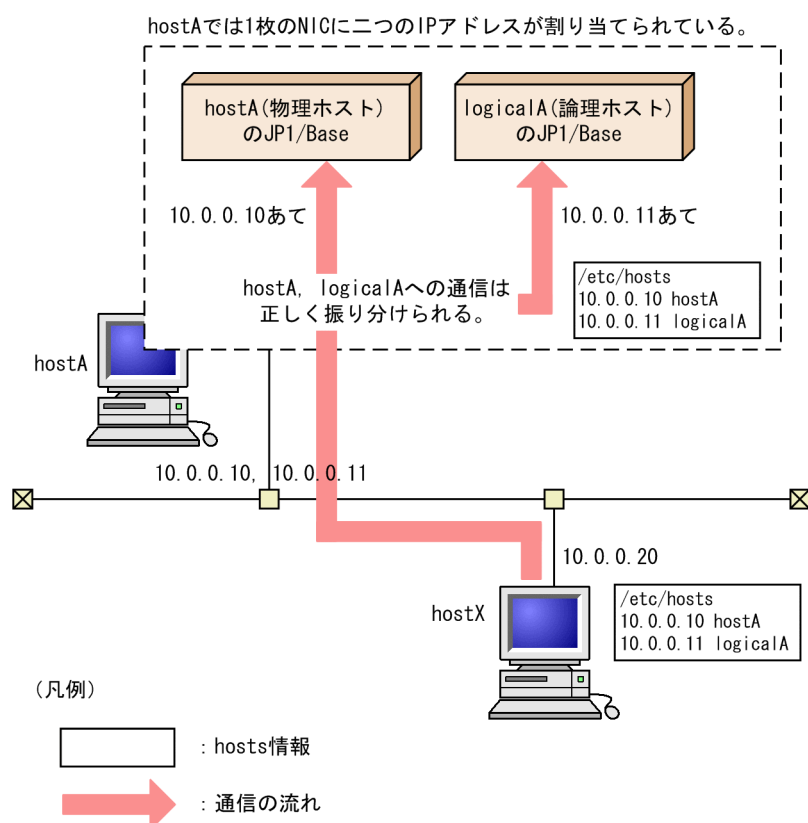 hostAでは1枚のNICに二つのIPアドレスが割り当てられている。
hostA(物理ホスト)
のJP1/Base
logicalA(論理ホスト)
のJP1/Base
10.0.0.10あて
10.0.0.11あて
hostA, logicalAへの通信は
正しく振り分けられる。
/etc/hosts
10.0.0.10 hostA
10.0.0.11 logicalA
hostA
10.0.0.10, 10.0.0.11
10.0.0.20
hostX
/etc/hosts
10.0.0.10 hostA
10.0.0.11 logicalA
(凡例)
: hosts情報
: 通信の流れ